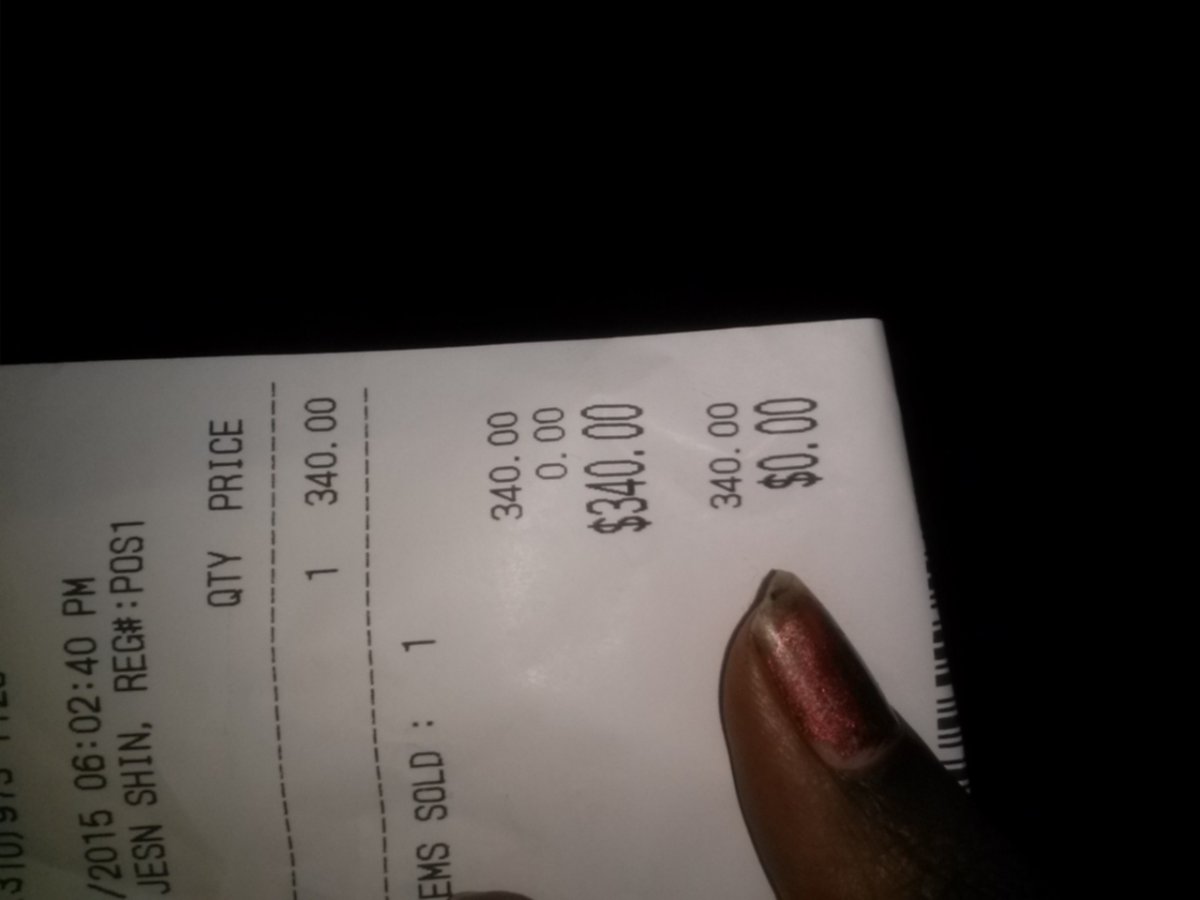 /2015 06:02:40 PM
JESN SHIN, REG#:POS1
QTY PRICE
1 340.00
EMS SOLD : 1
340.00
0.00
$340.00
340.00
$0.00